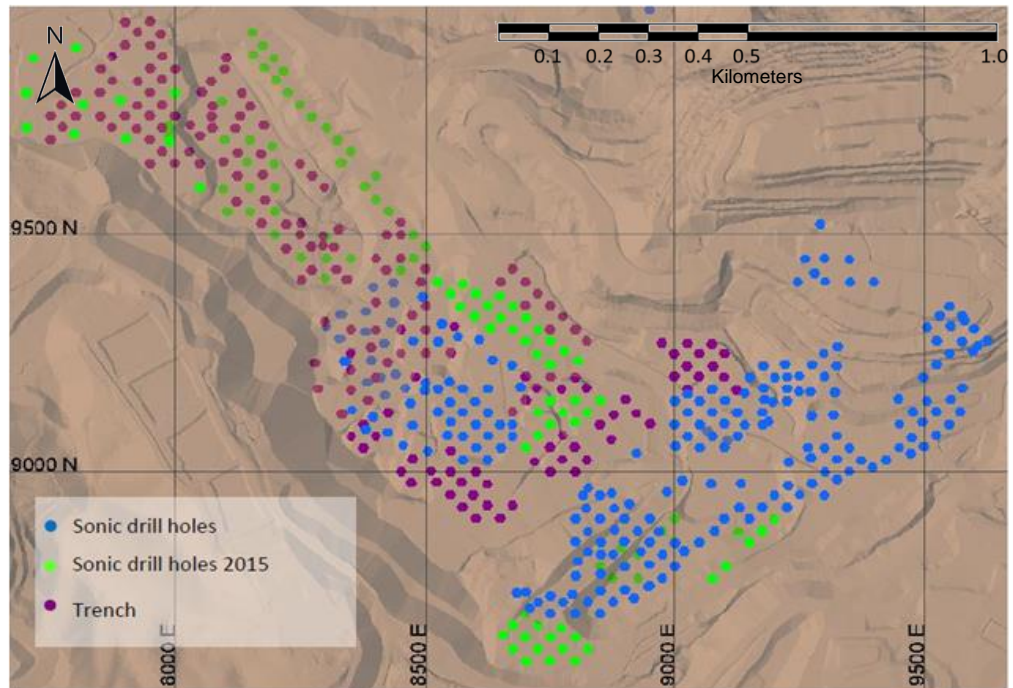 N
0.1 0.2 0.3 0.4 0.5 1.0
Kilometers
9500 N
9000 N
Sonic drill holes
Sonic drill holes 2015
Trench
8000 E
8500 E
9000 E
9500 E